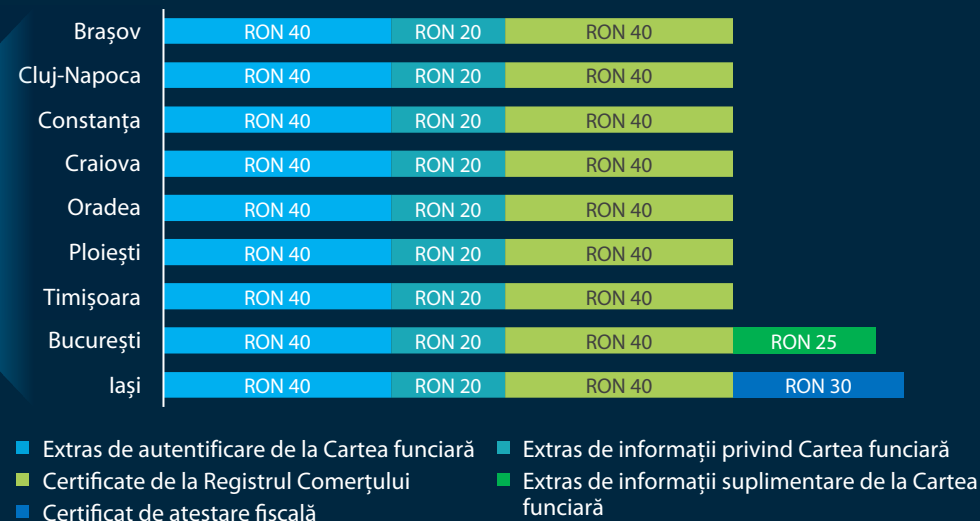 Brașov RON 40 RON 20 RON 40
Cluj-Napoca RON 40 RON 20 RON 40
Constanța RON 40 RON 20 RON 40
Craiova RON 40 RON 20 RON 40
Oradea RON 40 RON 20 RON 40
Ploiești RON 40 RON 20 RON 40
Timișoara RON 40 RON 20 RON 40
București RON 40 RON 20 RON 40 RON 25
Iași RON 40 RON 20 RON 40 RON 30
Extras de autentificare de la Cartea funciară
Extras de informații privind Cartea funciară
Certificate de la Registrul Comerțului
Extras de informații suplimentare de la Cartea
funciară
Certificat de atestare fiscală